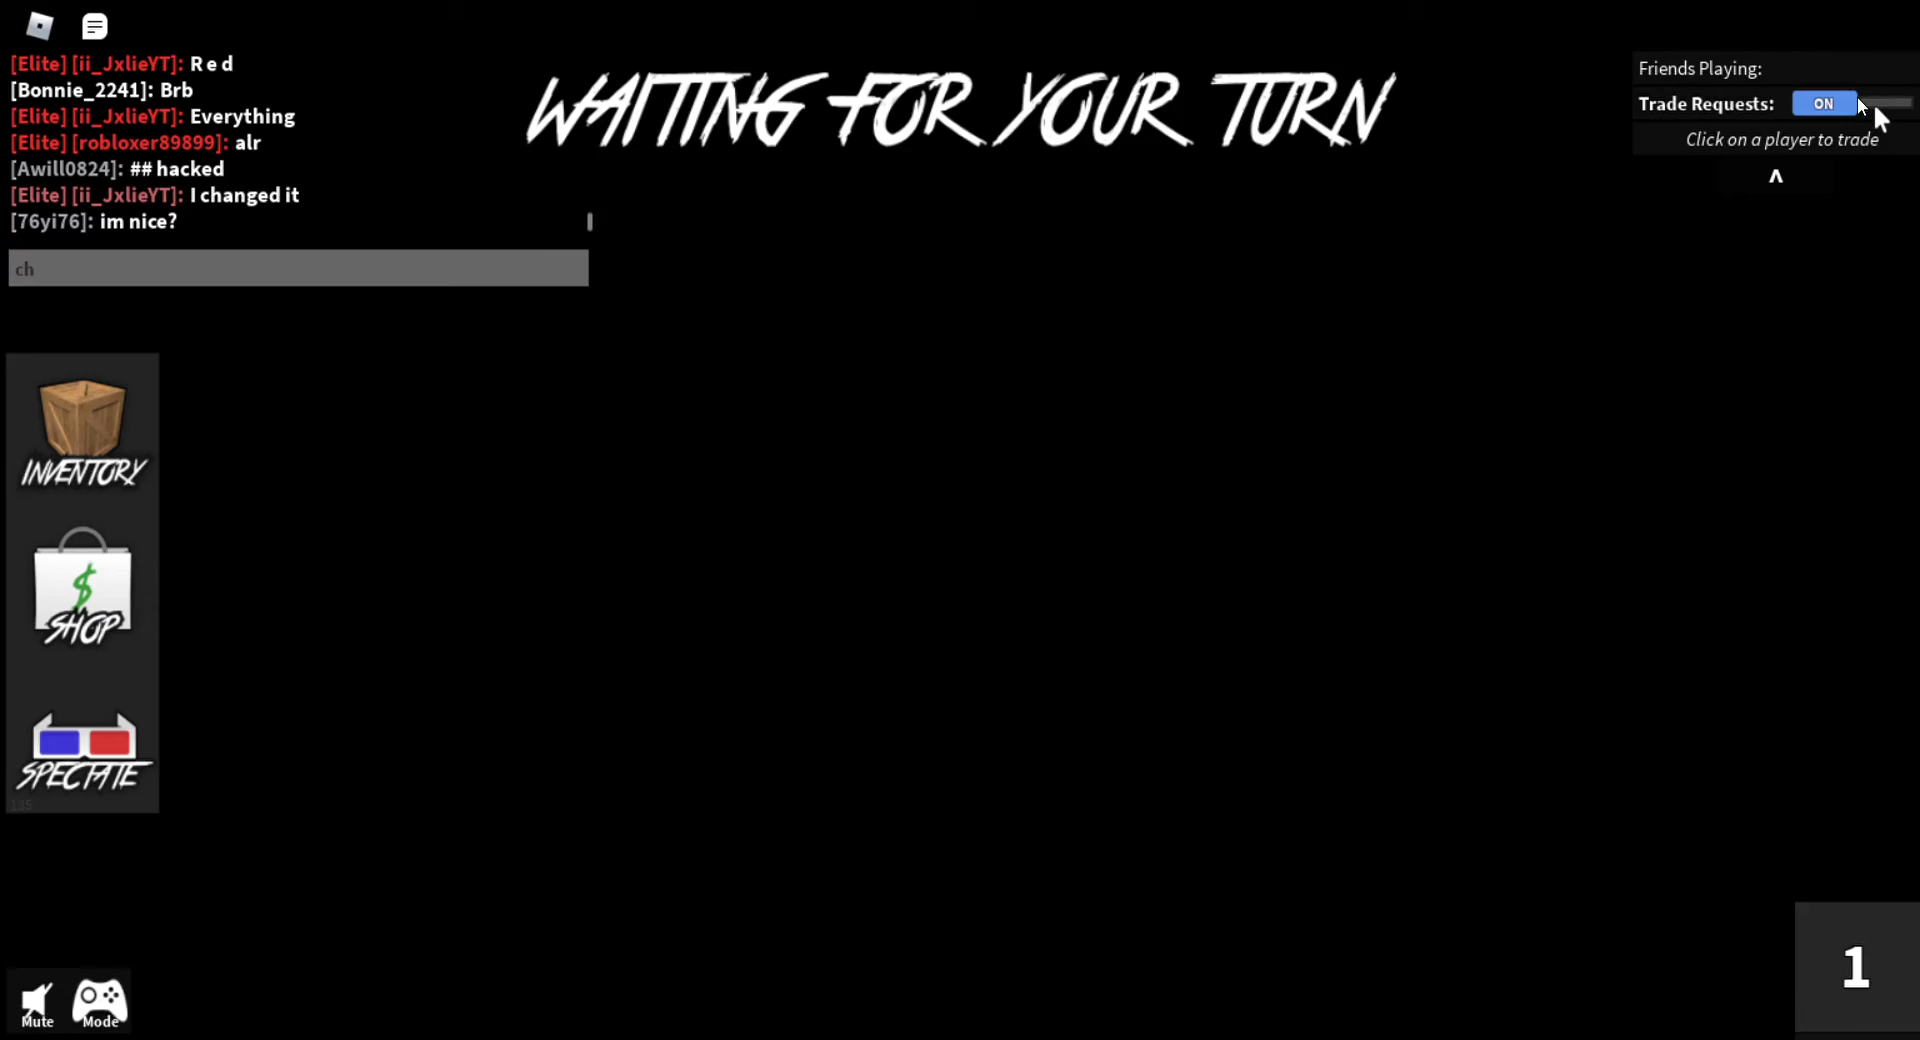 [Elite] [ii_JxlieYT]: R e d
[Bonnie_2241]: Brb
[Elite] [ii_JxlieYT]: Everything
[Elite] [robloxer89899]: alr
[Awill0824]: ## hacked
[Elite] [ii_JxlieYT]: I changed it
[76yi76]: im nice?
ch
WAITING FOR YOUR TURN
Friends Playing:
Trade Requests: ON
Click on a player to trade
INVENTORY
$
SHOP
SPECTATE
135
Mute
Mode
1